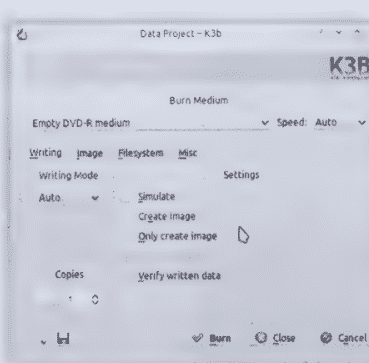 Data Project – K3b
K3B
Burn Medium
Empty DVD-R medium Speed: Auto
Writing Image Filesystem Misc
Writing Mode Settings
Auto Simulate
Create image
Only create image
Copies Verify written data
1
Burn Close Cancel